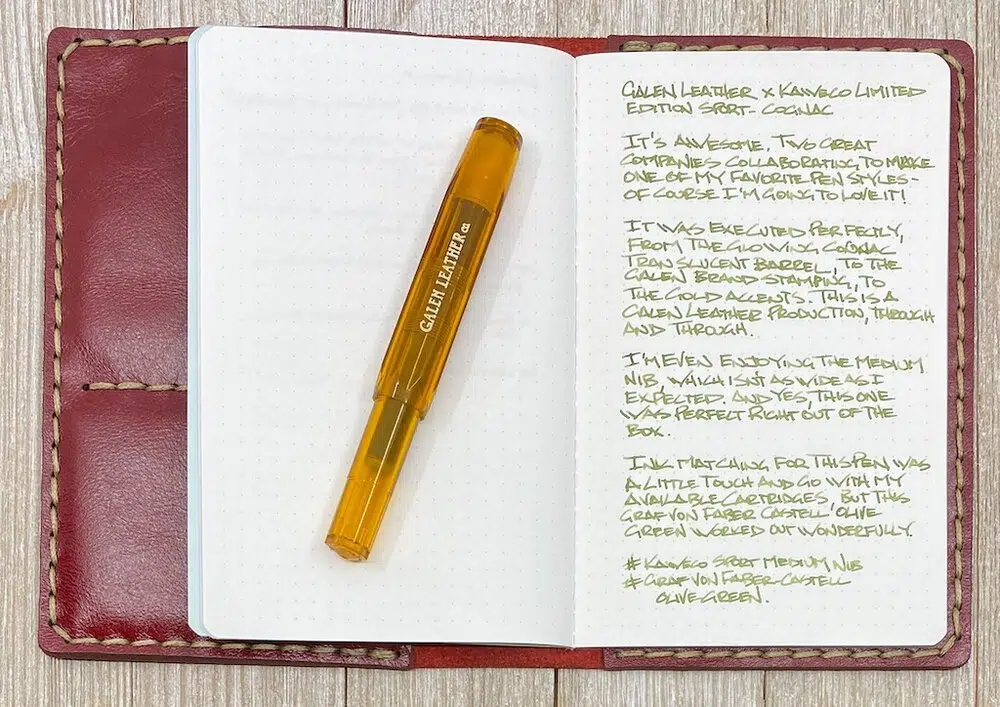 GALEN LEATHER
GALEN LEATHER X KAWECO LIMITED
EDITION SPORT- COGNAC
IT'S AWESOME. TWO GREAT
COMPANIES COLLABORATING TO MAKE
ONE OF MY FAVORITE PEN STYLES -
OF COURSE I'M GOING TO LOVE IT!
IT WAS EXECUTED PERFECTLY,
FROM THE GLOWING COGNAC
TRANSLUCENT BARREL, TO THE
GALEN BRAND STAMPING, TO
THE GOLD ACCENTS. THIS IS A
GALEN LEATHER PRODUCTION, THROUGH
AND THROUGH.
I'M EVEN ENJOYING THE MEDIUM
NIB, WHICH ISN'T AS WIDE AS I
EXPECTED. AND YES, THIS ONE
WAS PERFECT RIGHT OUT OF THE
BOX.
INK MATCHING FOR THIS PEN WAS
A LITTLE TOUCH AND GO WITH MY
AVAILABLE CARTRIDGES, BUT THIS
GRAF VON FABER CASTELL OLIVE
GREEN WORKED OUT WONDERFULLY.
# KAWECO SPORT MEDIUM NIB
# GRAF VON FABER CASTELL
OLIVE GREEN.